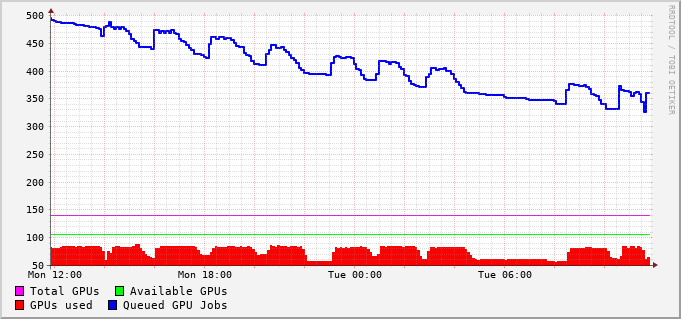 500
450
400
350
300
250
200
150
100
50
Mon 12:00 Mon 18:00 Tue 00:00 Tue 06:00
Total GPUs Available GPUs
GPUs used Queued GPU Jobs
RRDTOOL / TOBI OETIKER